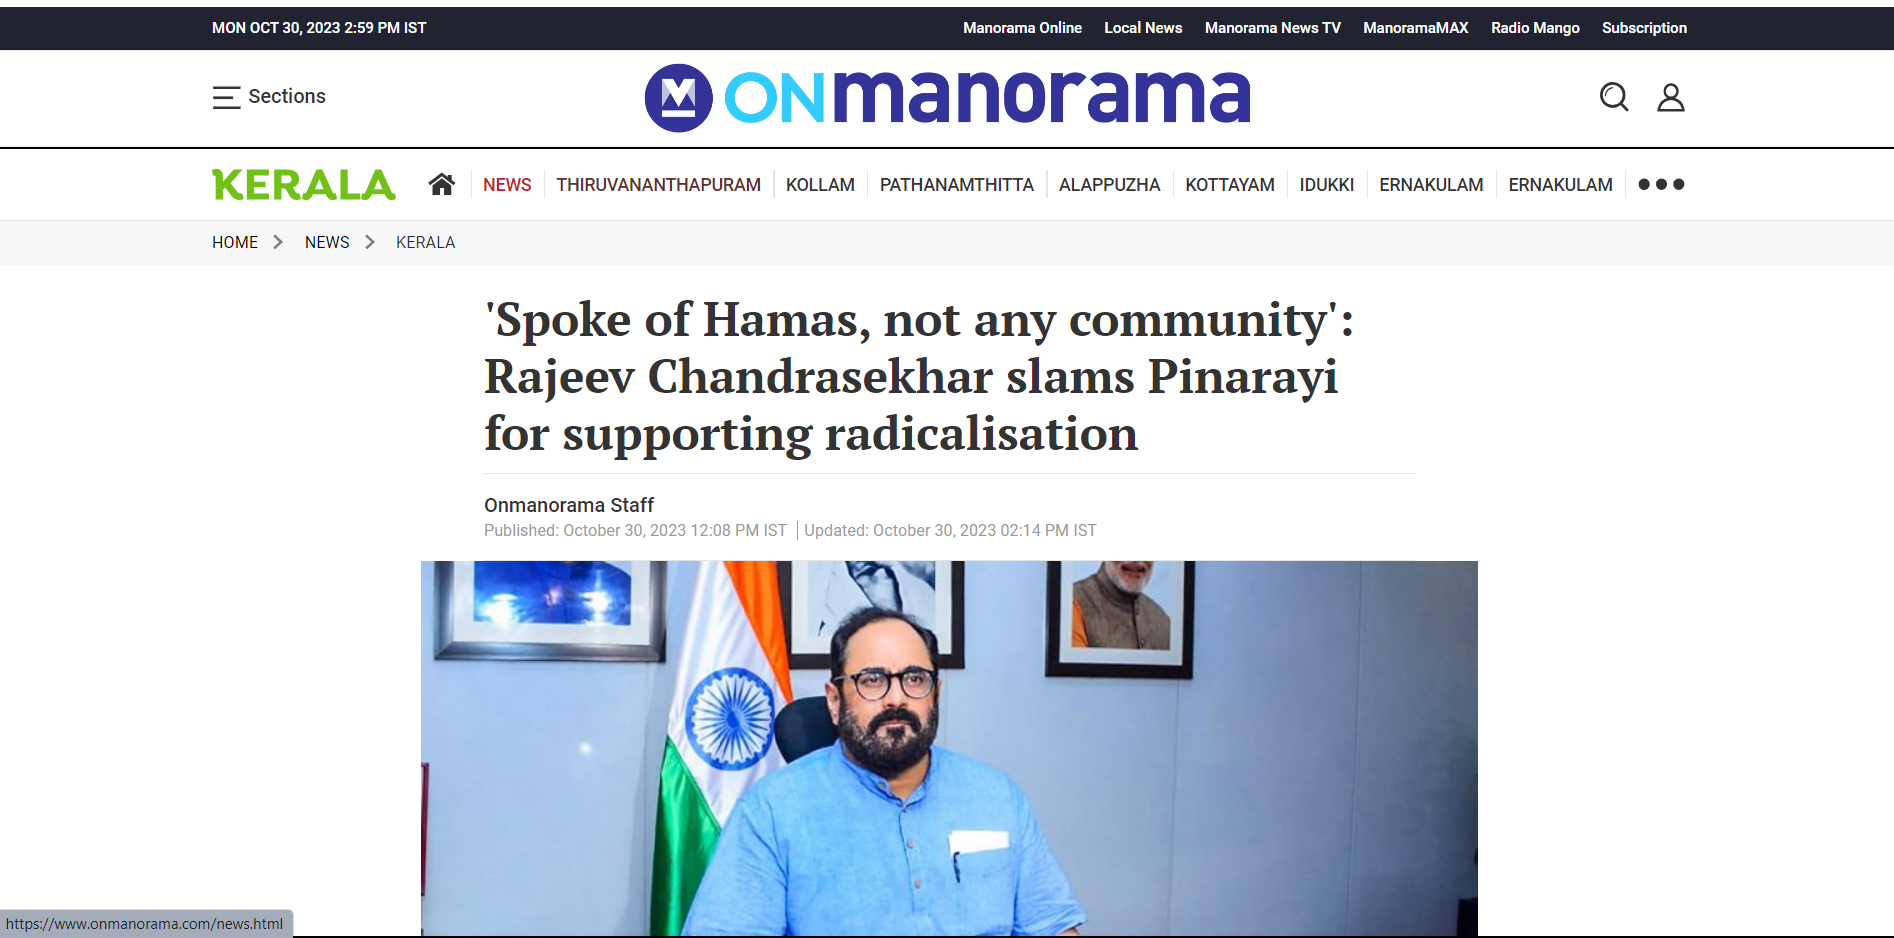 MON OCT 30, 2023 2:59 PM IST Manorama Online Local News Manorama News TV ManoramaMAX Radio Mango Subscription
Sections ONmanorama
KERALA NEWS THIRUVANANTHAPURAM KOLLAM PATHANAMTHITTA ALAPPUZHA KOTTAYAM IDUKKI ERNAKULAM ERNAKULAM
HOME NEWS KERALA
'Spoke of Hamas, not any community':
Rajeev Chandrasekhar slams Pinarayi
for supporting radicalisation
Onmanorama Staff
Published: October 30, 2023 12:08 PM IST | Updated: October 30, 2023 02:14 PM IST
https://www.onmanorama.com/news.html